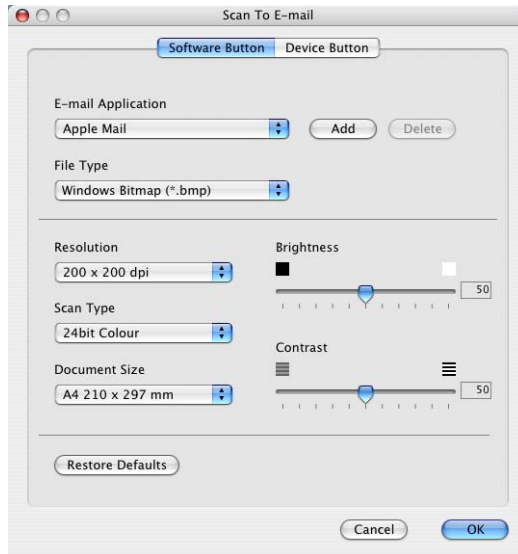 Scan To E-mail
Software Button Device Button
E-mail Application
Apple Mail Add Delete
File Type
Windows Bitmap (*.bmp)
Resolution Brightness
200 x 200 dpi 50
Scan Type
24bit Colour
Contrast
Document Size
A4 210 x 297 mm 50
Restore Defaults
Cancel OK